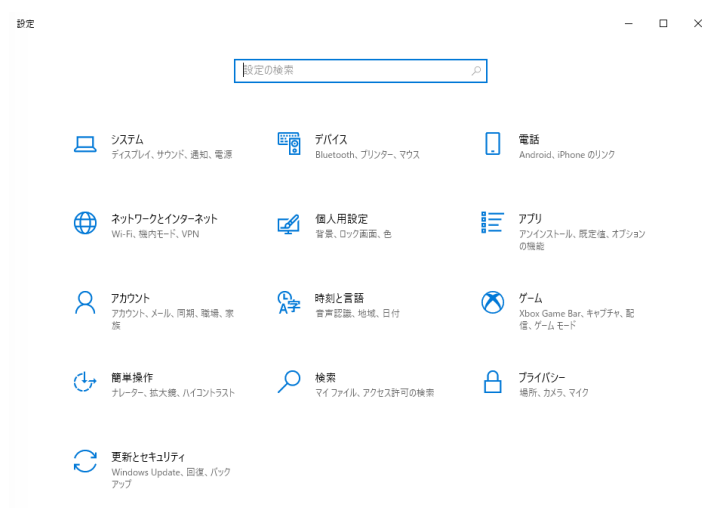 設定
設定の検索
システム
ディスプレイ、サウンド、通知、電源
デバイス
Bluetooth、プリンター、マウス
電話
Android、iPhone のリンク
ネットワークとインターネット
Wi-Fi、機内モード、VPN
個人用設定
背景、ロック画面、色
アプリ
アンインストール、既定値、オプション
の機能
アカウント
アカウント、メール、同期、職場、家
族
時刻と言語
音声認識、地域、日付
ゲーム
Xbox Game Bar、キャプチャ、配
信、ゲーム モード
簡単操作
ナレーター、拡大鏡、ハイコントラスト
検索
マイ ファイル、アクセス許可の検索
プライバシー
場所、カメラ、マイク
更新とセキュリティ
Windows Update、回復、バック
アップ